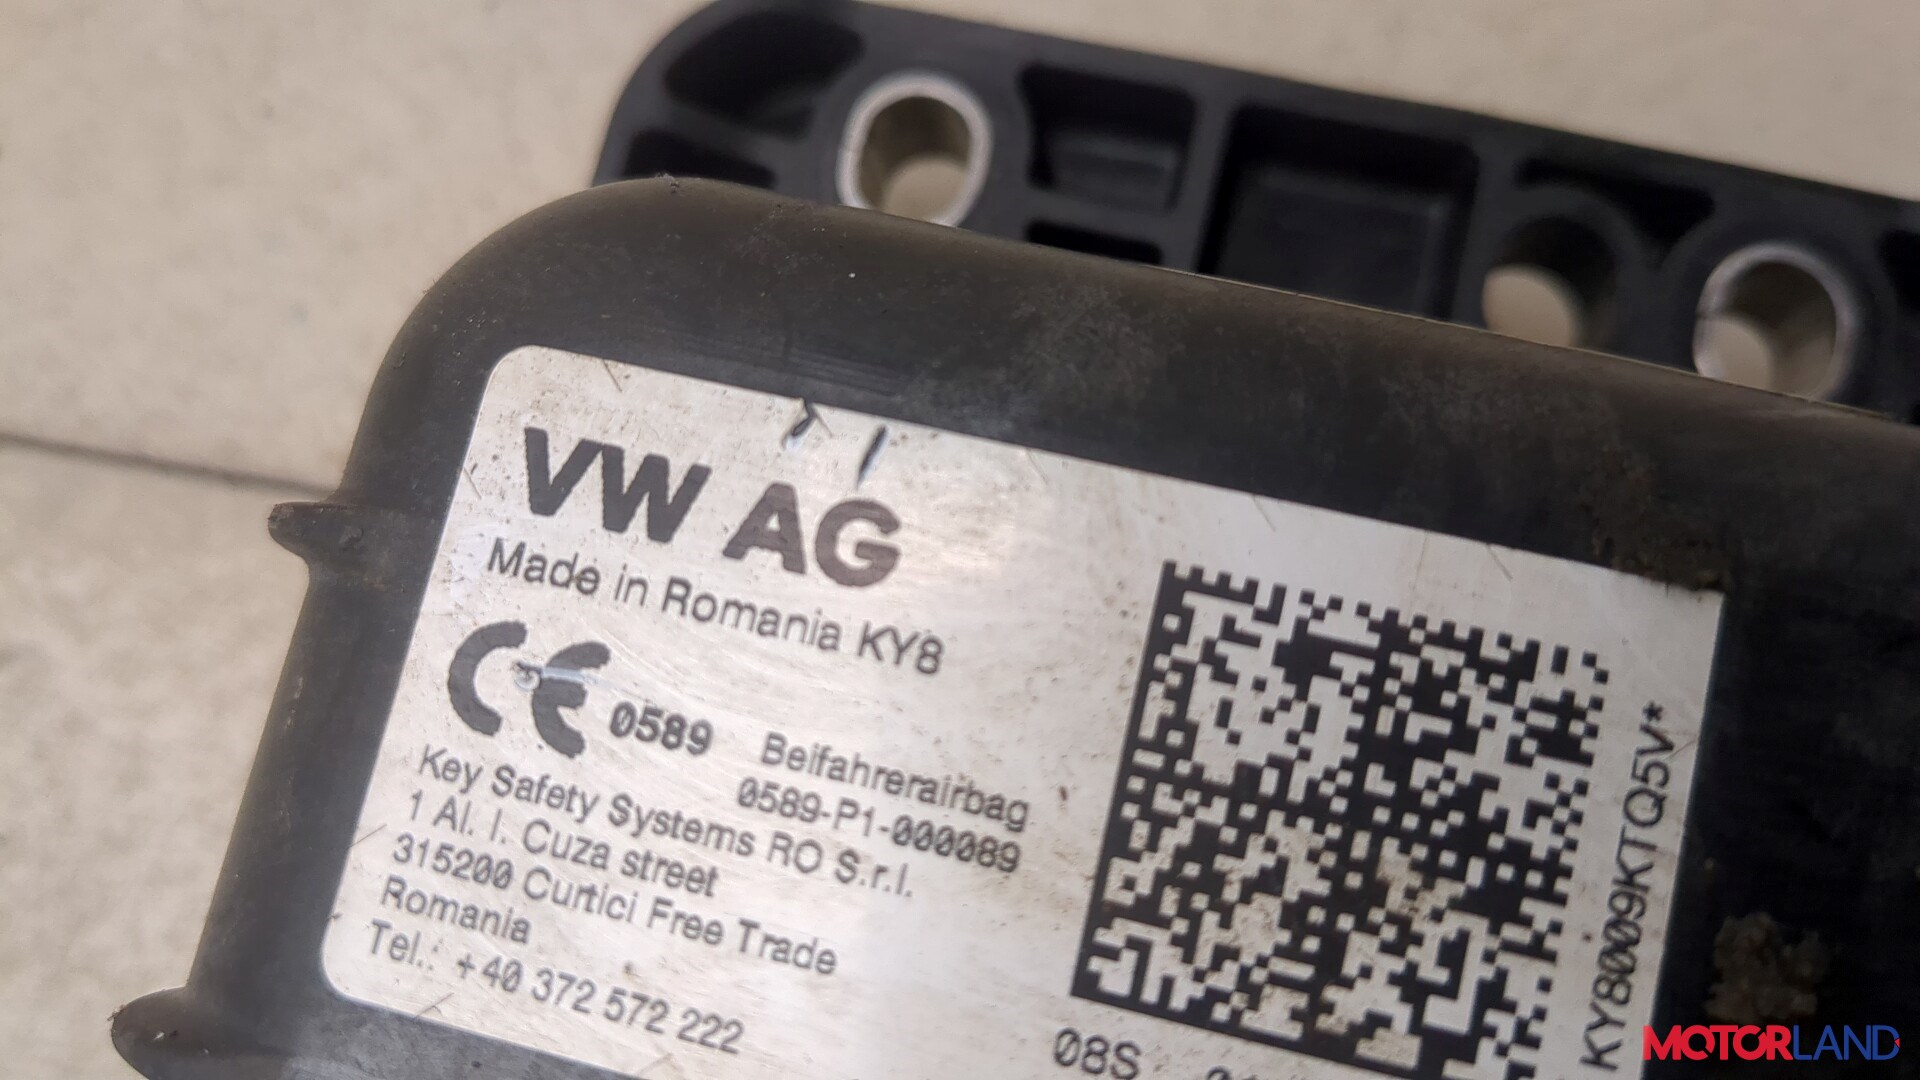 VW AG
Made in Romania KY8
CE 0589
Beifahrerairbag
0589-P1-000089
Key Safety Systems RO S.r.l.
1 Al. I. Cuza street
315200 Curtici Free Trade
Romania
Tel.: +40 372 572 222
08S
KY8009KTQ5V*
MOTORLAND